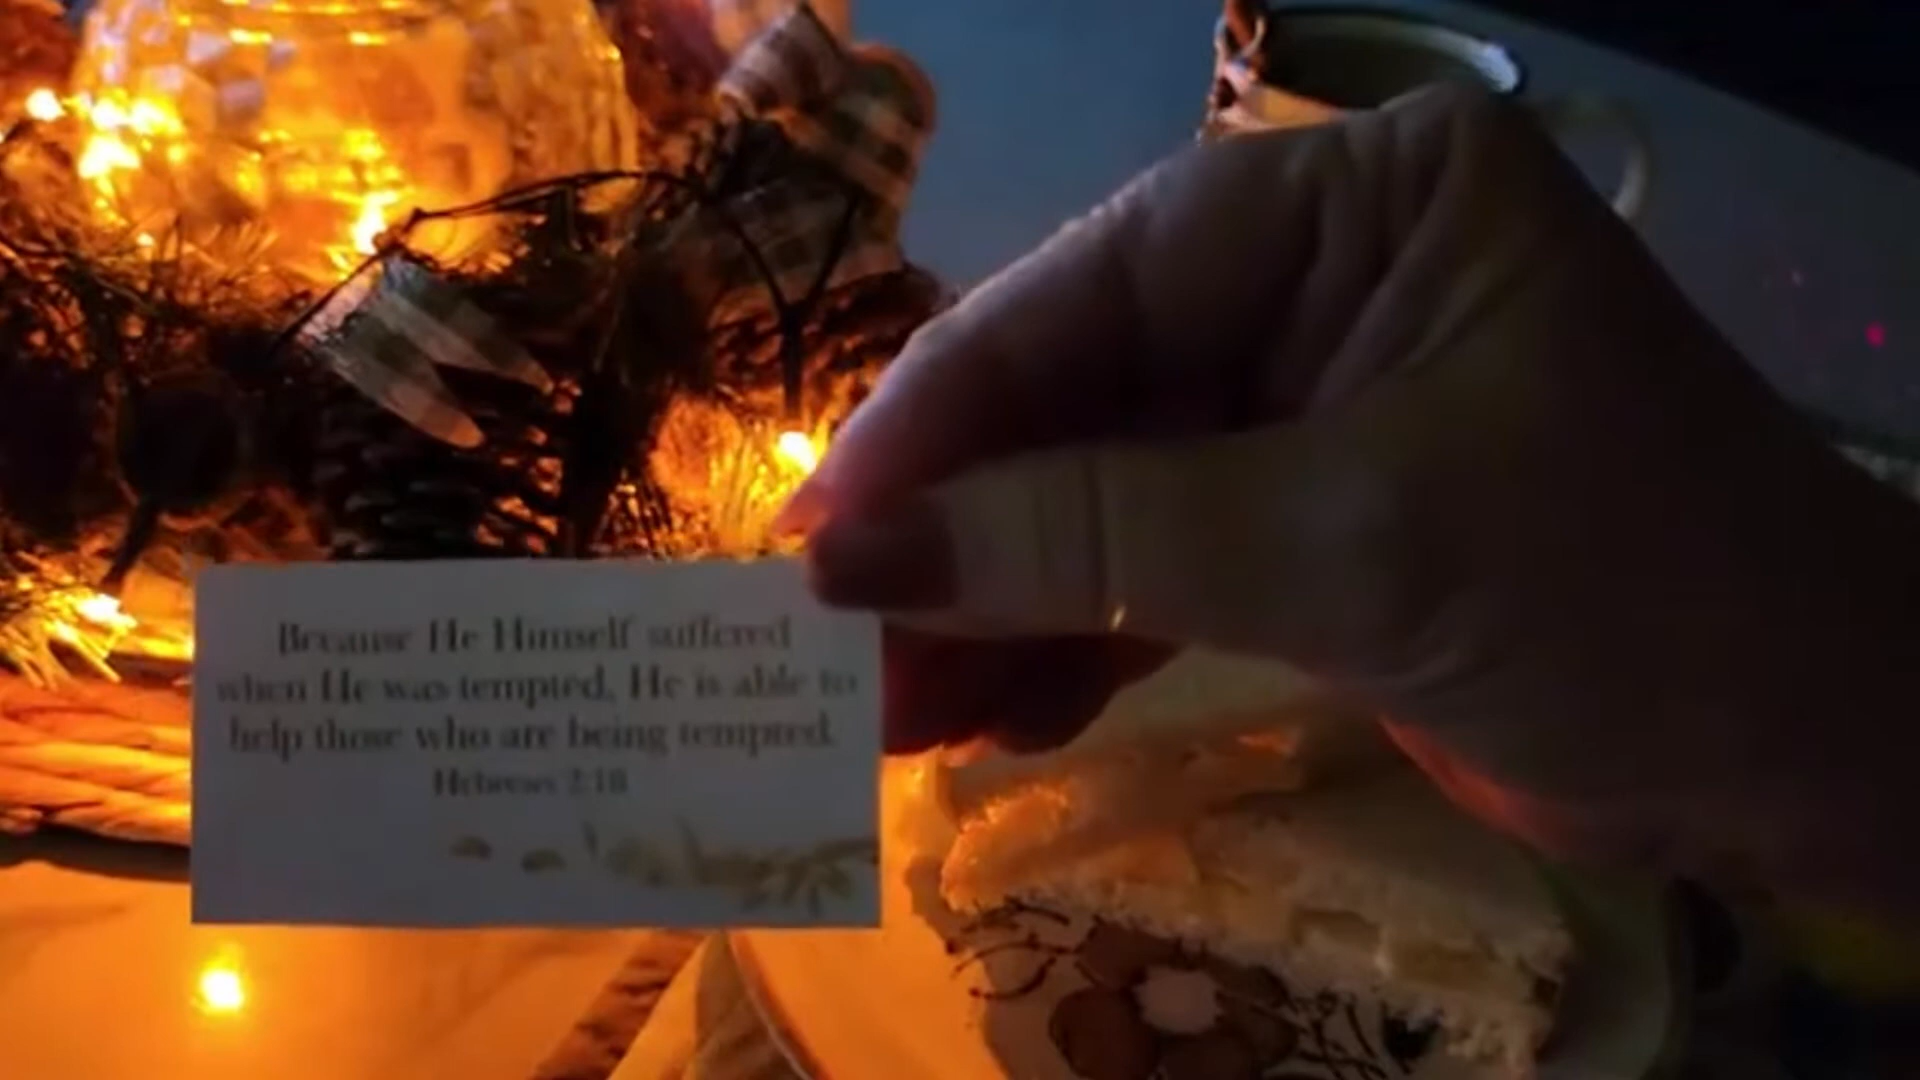 Because He Himself suffered
when He was tempted, He is able to
help those who are being tempted.
Hebrews 2:18